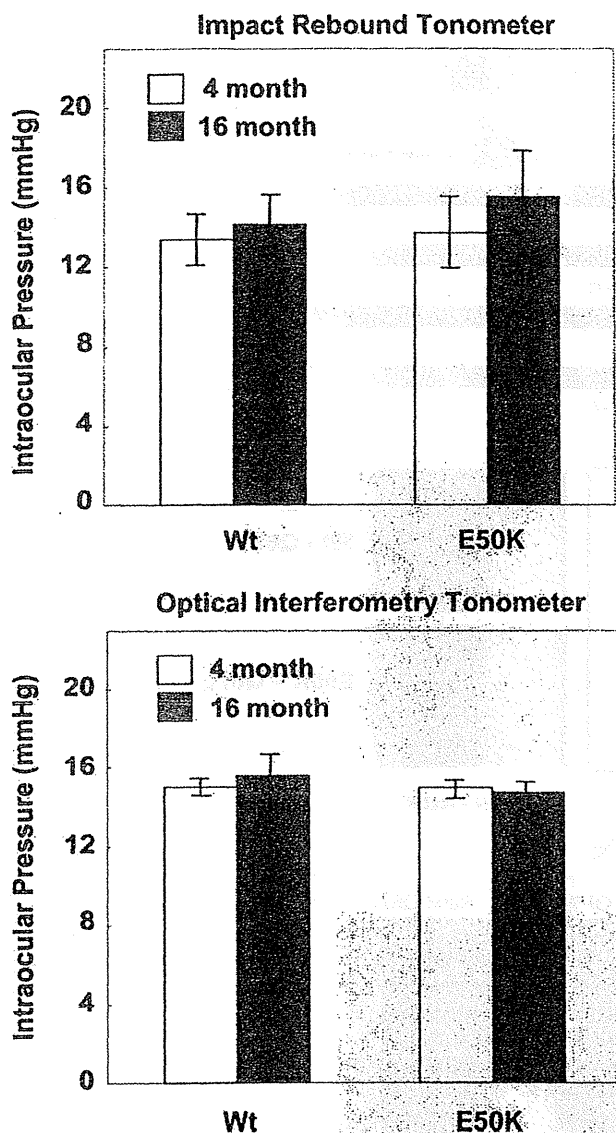 Impact Rebound Tonometer
Intraocular Pressure (mmHg)
20
16
12
8
4
0
4 month
16 month
Wt
E50K
Optical Interferometry Tonometer
Intraocular Pressure (mmHg)
20
16
12
8
4
0
4 month
16 month
Wt
E50K